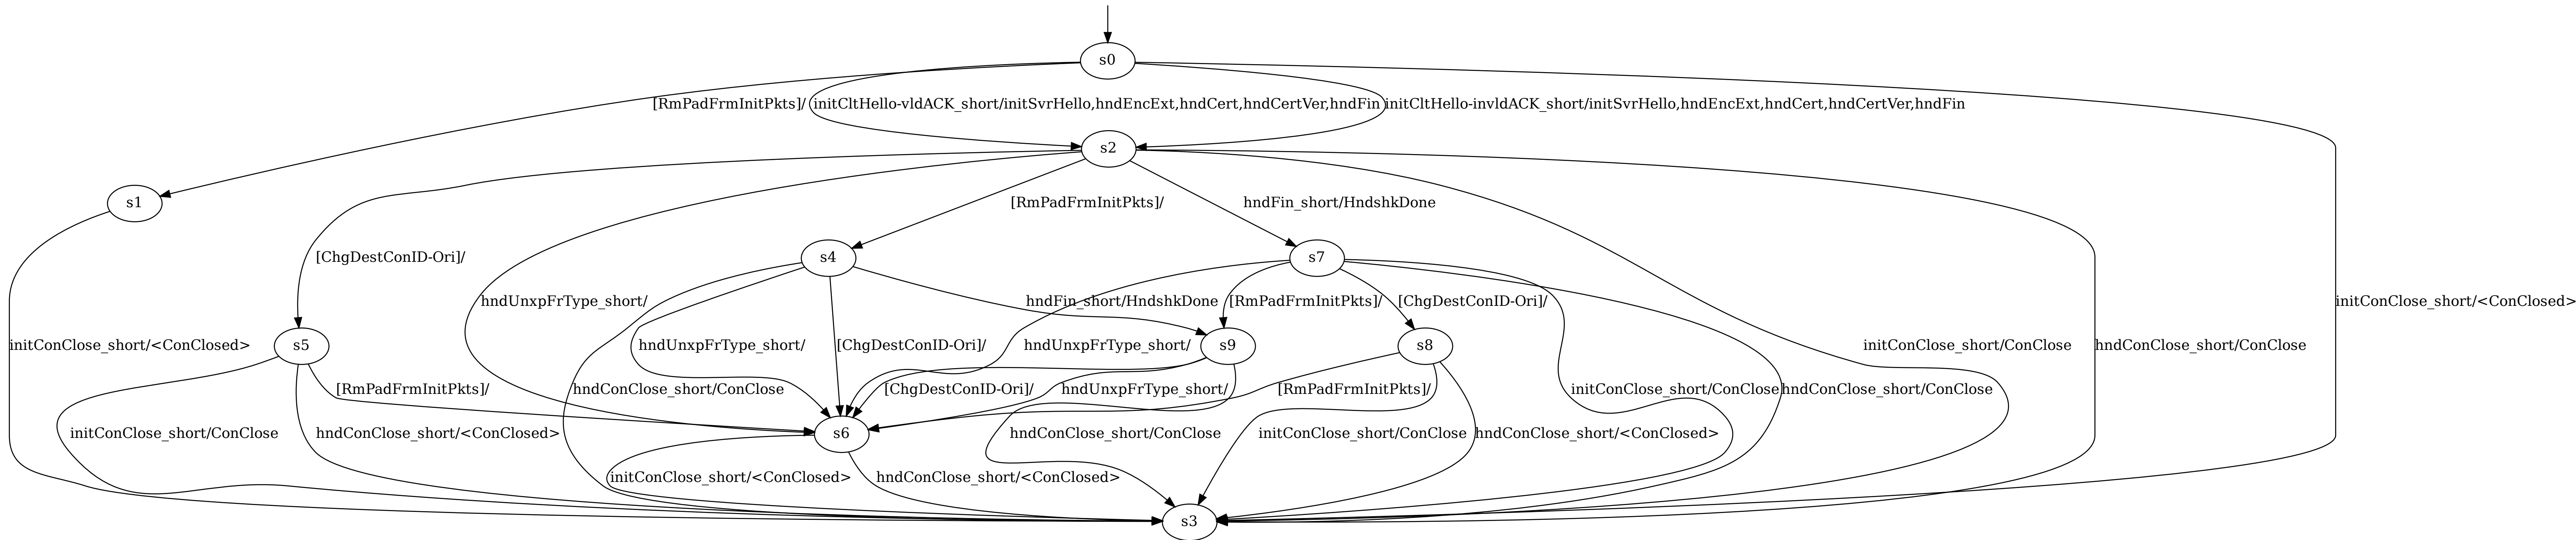 s0
[RmPadFrmInitPkts]/
initCltHello-vldACK_short/initSvrHello,hndEncExt,hndCert,hndCertVer,hndFin
initCltHello-invldACK_short/initSvrHello,hndEncExt,hndCert,hndCertVer,hndFin
s2
s1
[RmPadFrmInitPkts]/
hndFin_short/HndshkDone
[ChgDestConID-Ori]/
s4
s7
hndUnxpFrType_short/
hndFin_short/HndshkDone
[RmPadFrmInitPkts]/
[ChgDestConID-Ori]/
initConClose_short/<ConClosed>
initConClose_short/<ConClosed>
s5
hndUnxpFrType_short/
[ChgDestConID-Ori]/
hndUnxpFrType_short/
s9
s8
initConClose_short/ConClose
hndConClose_short/ConClose
[RmPadFrmInitPkts]/
hndConClose_short/ConClose
[ChgDestConID-Ori]/
hndUnxpFrType_short/
[RmPadFrmInitPkts]/
initConClose_short/ConClose
hndConClose_short/ConClose
initConClose_short/ConClose
hndConClose_short/<ConClosed>
s6
hndConClose_short/ConClose
initConClose_short/ConClose
hndConClose_short/<ConClosed>
initConClose_short/<ConClosed>
hndConClose_short/<ConClosed>
s3